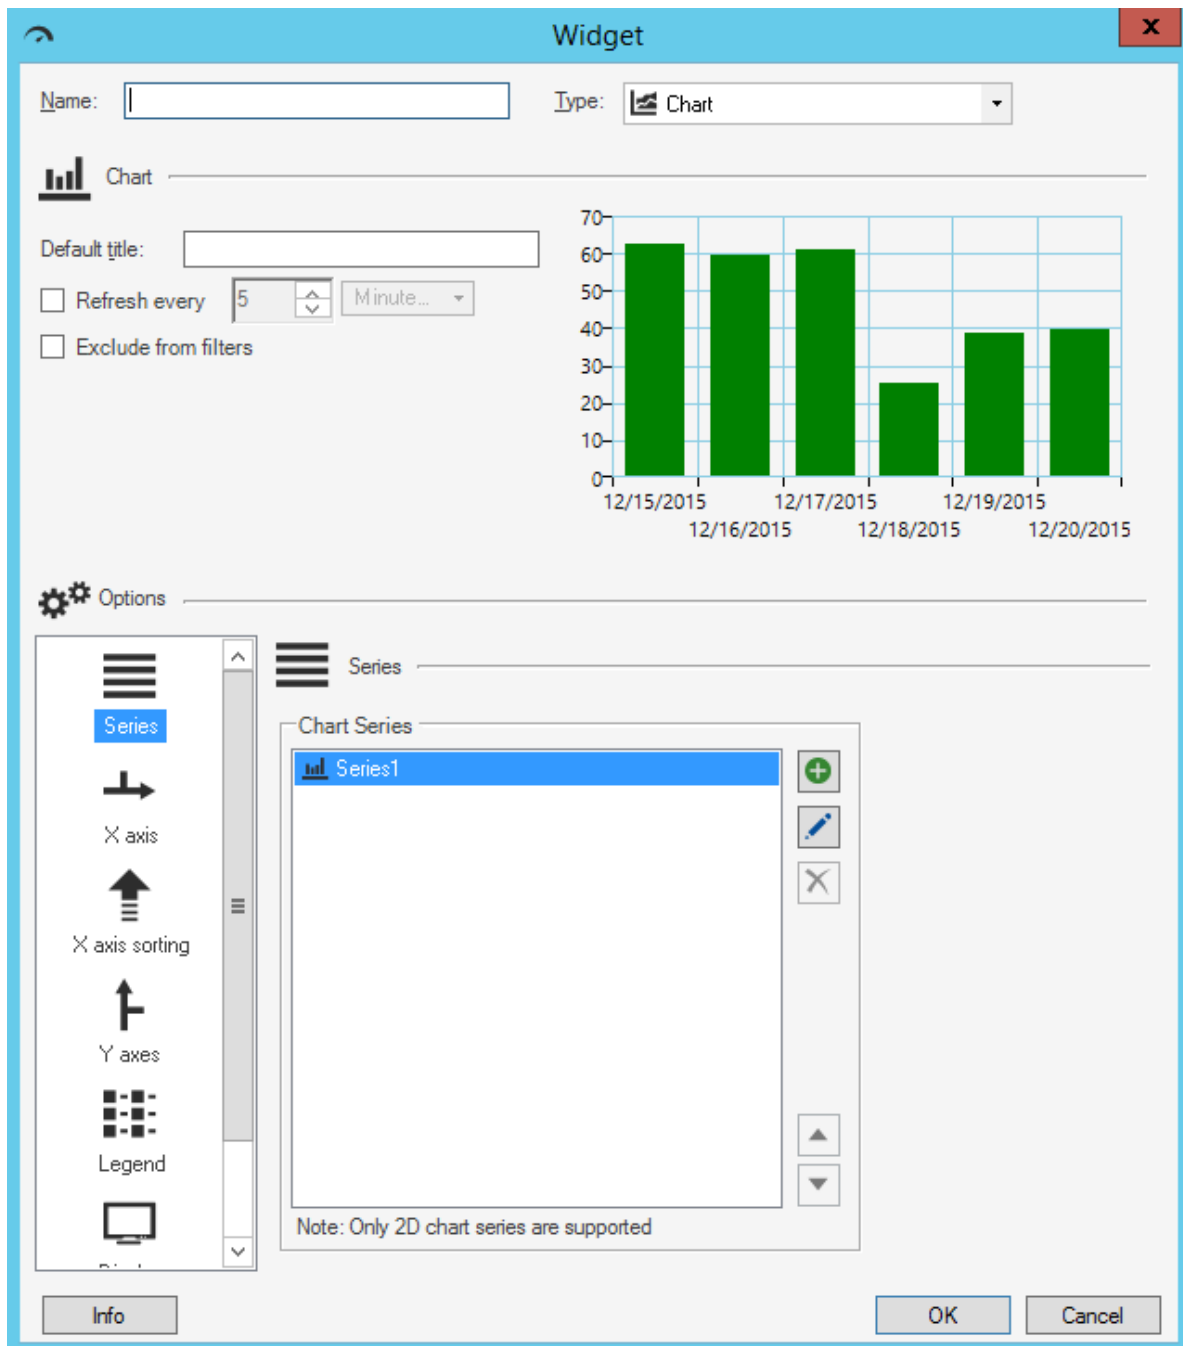 Widget
x
Name:
Type: Chart
Chart
Default title:
Refresh every 5 Minute...
Exclude from filters
70
60
50
40
30
20
10
0
12/15/2015 12/17/2015 12/19/2015
12/16/2015 12/18/2015 12/20/2015
Options
Series
X axis
X axis sorting
Y axes
Legend
Series
Chart Series
Series1
Note: Only 2D chart series are supported
Info
OK
Cancel